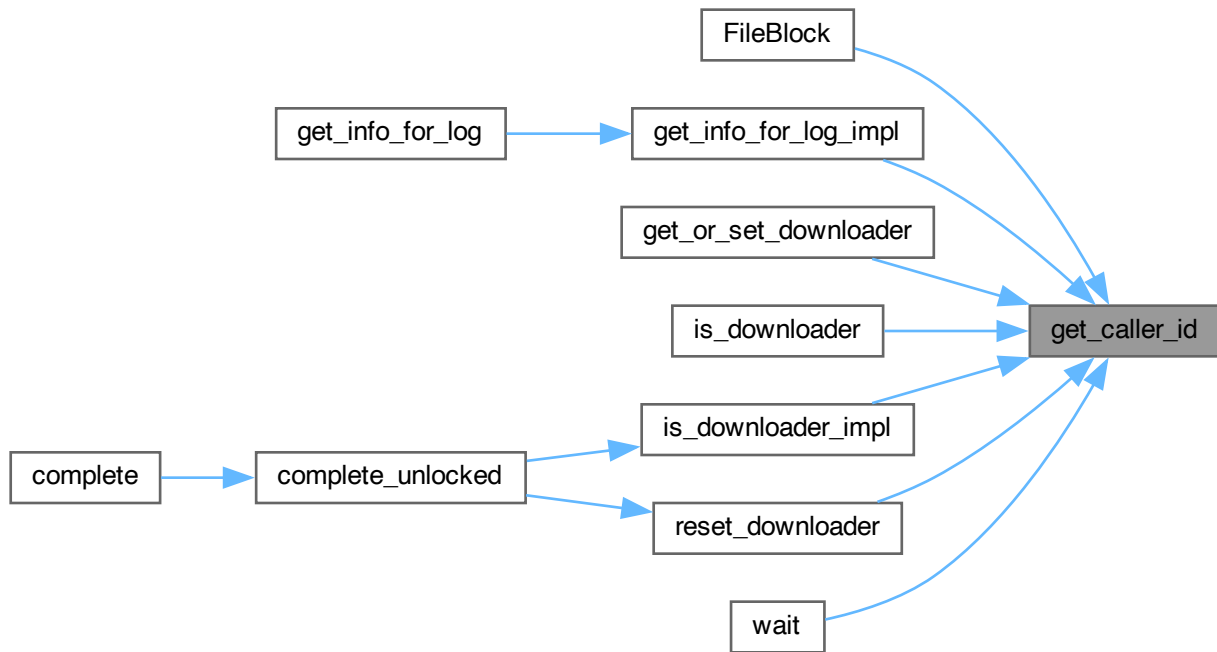 FileBlock
get_info_for_log
get_info_for_log_impl
get_or_set_downloader
is_downloader
get_caller_id
is_downloader_impl
complete
complete_unlocked
reset_downloader
wait